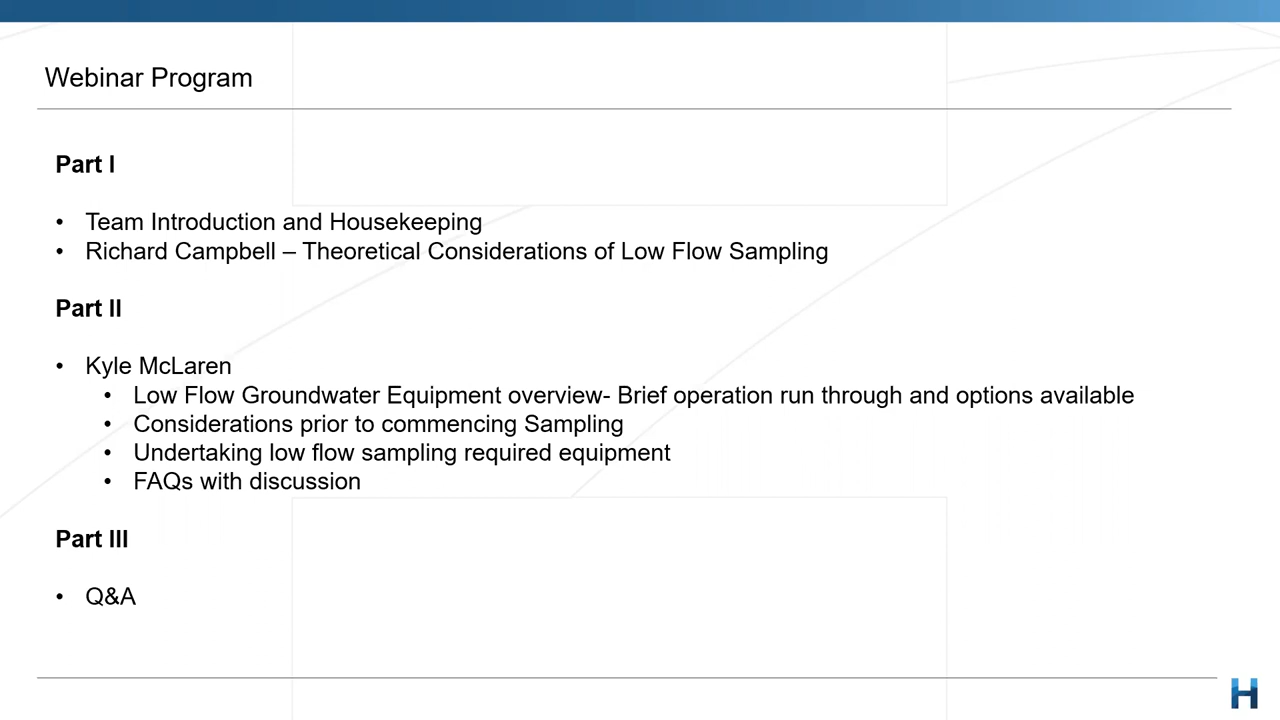 Webinar Program
Part I
• Team Introduction and Housekeeping
• Richard Campbell – Theoretical Considerations of Low Flow Sampling
Part II
• Kyle McLaren
• Low Flow Groundwater Equipment overview- Brief operation run through and options available
• Considerations prior to commencing Sampling
• Undertaking low flow sampling required equipment
• FAQs with discussion
Part III
• Q&A
H